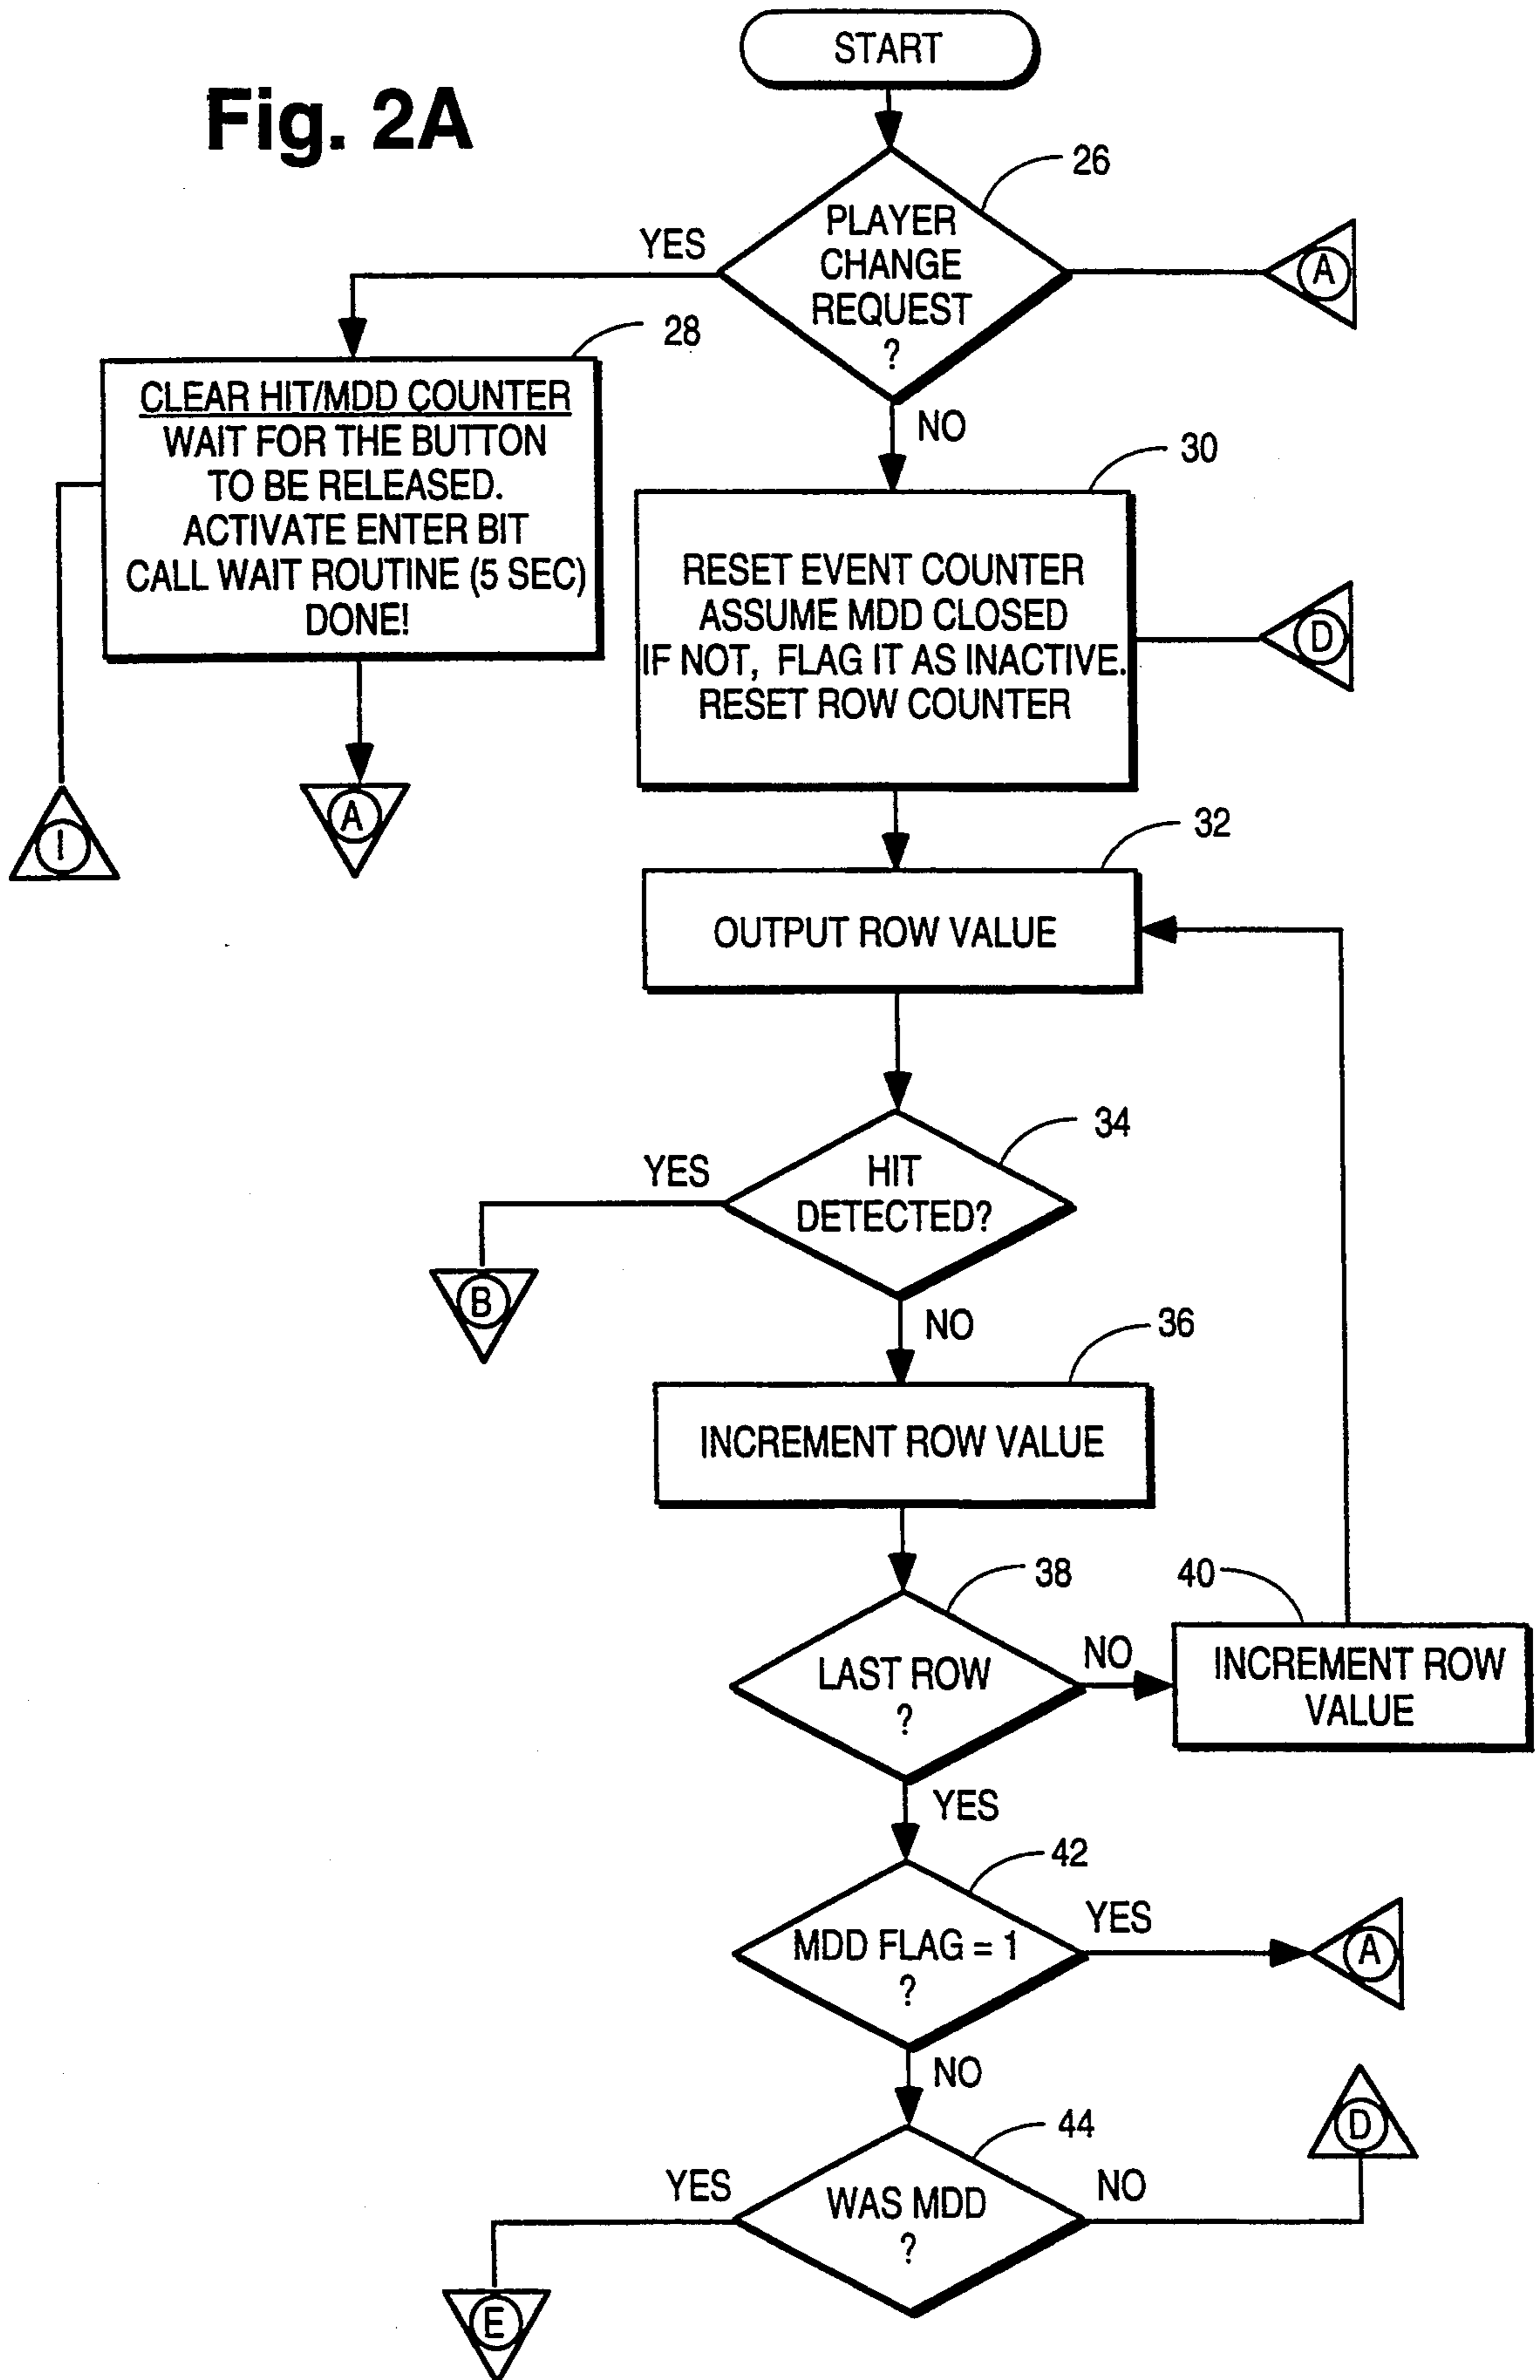 START
Fig. 2A
26
PLAYER
CHANGE
REQUEST
?
YES
A
NO
28
CLEAR HIT/MDD COUNTER
WAIT FOR THE BUTTON
TO BE RELEASED.
ACTIVATE ENTER BIT
CALL WAIT ROUTINE (5 SEC)
DONE!
30
RESET EVENT COUNTER
ASSUME MDD CLOSED
IF NOT, FLAG IT AS INACTIVE.
RESET ROW COUNTER
D
I
A
32
OUTPUT ROW VALUE
34
HIT
DETECTED?
YES
B
NO
36
INCREMENT ROW VALUE
38
LAST ROW
?
NO
40
INCREMENT ROW
VALUE
YES
42
MDD FLAG = 1
?
YES
A
NO
44
WAS MDD
?
YES
NO
D
E